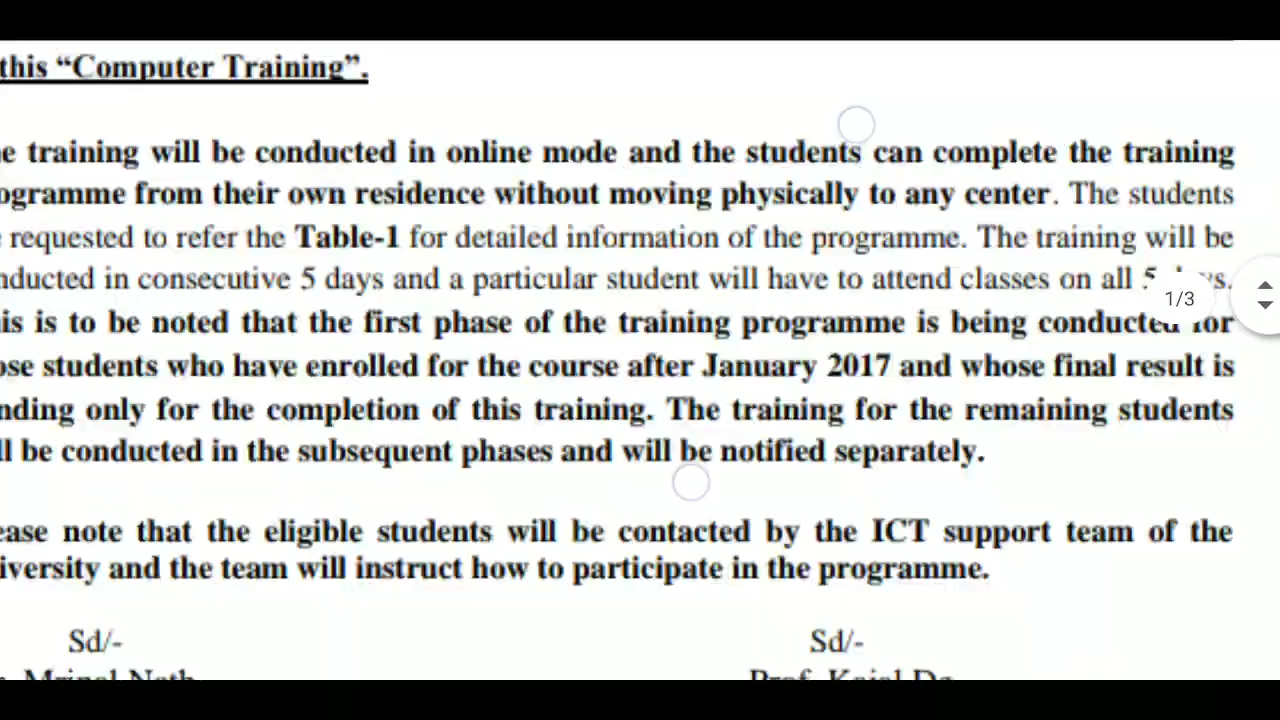 this “Computer Training”.
e training will be conducted in online mode and the students can complete the training
ogramme from their own residence without moving physically to any center. The students
requested to refer the Table-1 for detailed information of the programme. The training will be
nducted in consecutive 5 days and a particular student will have to attend classes on all 5
1/3
is is to be noted that the first phase of the training programme is being conducted for
ose students who have enrolled for the course after January 2017 and whose final result is
nding only for the completion of this training. The training for the remaining students
ll be conducted in the subsequent phases and will be notified separately.
ease note that the eligible students will be contacted by the ICT support team of the
iversity and the team will instruct how to participate in the programme.
Sd/- Sd/-